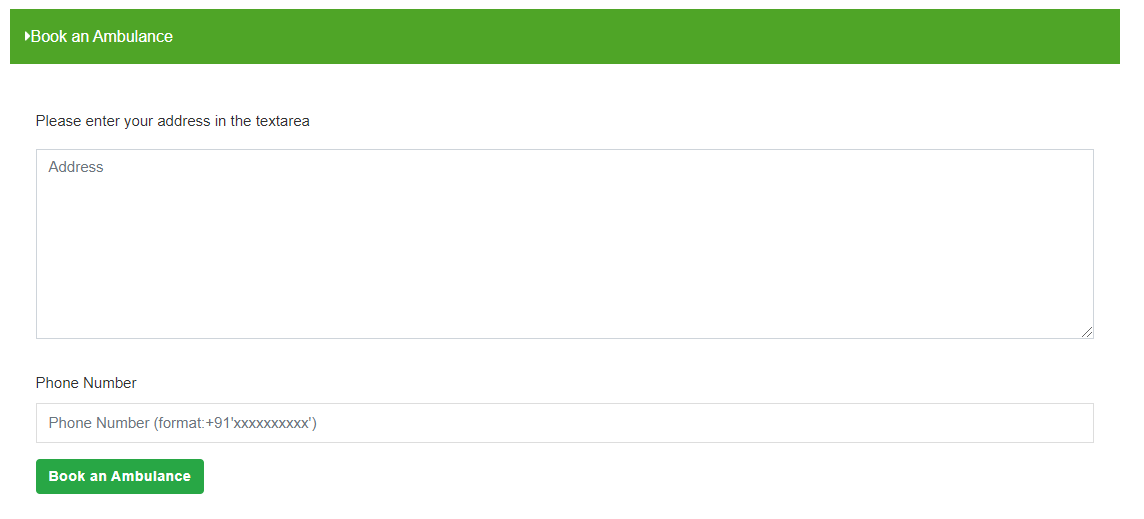 Book an Ambulance
Please enter your address in the textarea
Address
Phone Number
Phone Number (format:+91'xxxxxxxxxx')
Book an Ambulance